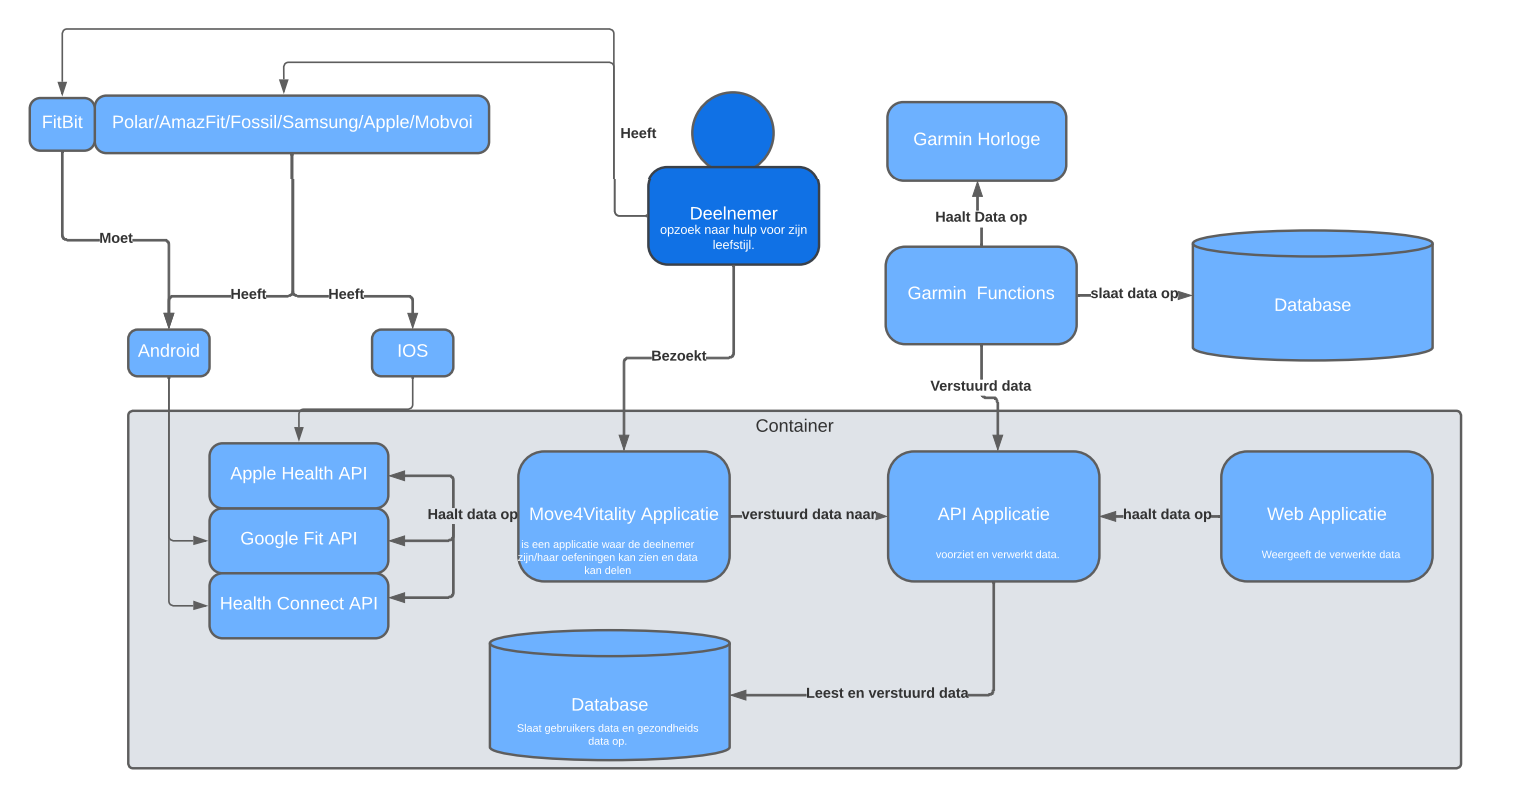 FitBit
Polar/AmazFit/Fossil/Samsung/Apple/Mobvoi
Heeft
Garmin Horloge
Deelnemer
opzoek naar hulp voor zijn
leefstijl.
Haalt Data op
Moet
Garmin  Functions
slaat data op
Database
Heeft
Heeft
Android
IOS
Bezoekt
Verstuurd data
Container
Apple Health API
Google Fit API
Health Connect API
Haalt data op
Move4Vitality Applicatie
is een applicatie waar de deelnemer
zijn/haar oefeningen kan zien en data
kan delen
verstuurd data naar
API Applicatie
voorziet en verwerkt data.
haalt data op
Web Applicatie
Weergeeft de verwerkte data
Database
Slaat gebruikers data en gezondheids
data op.
Leest en verstuurd data